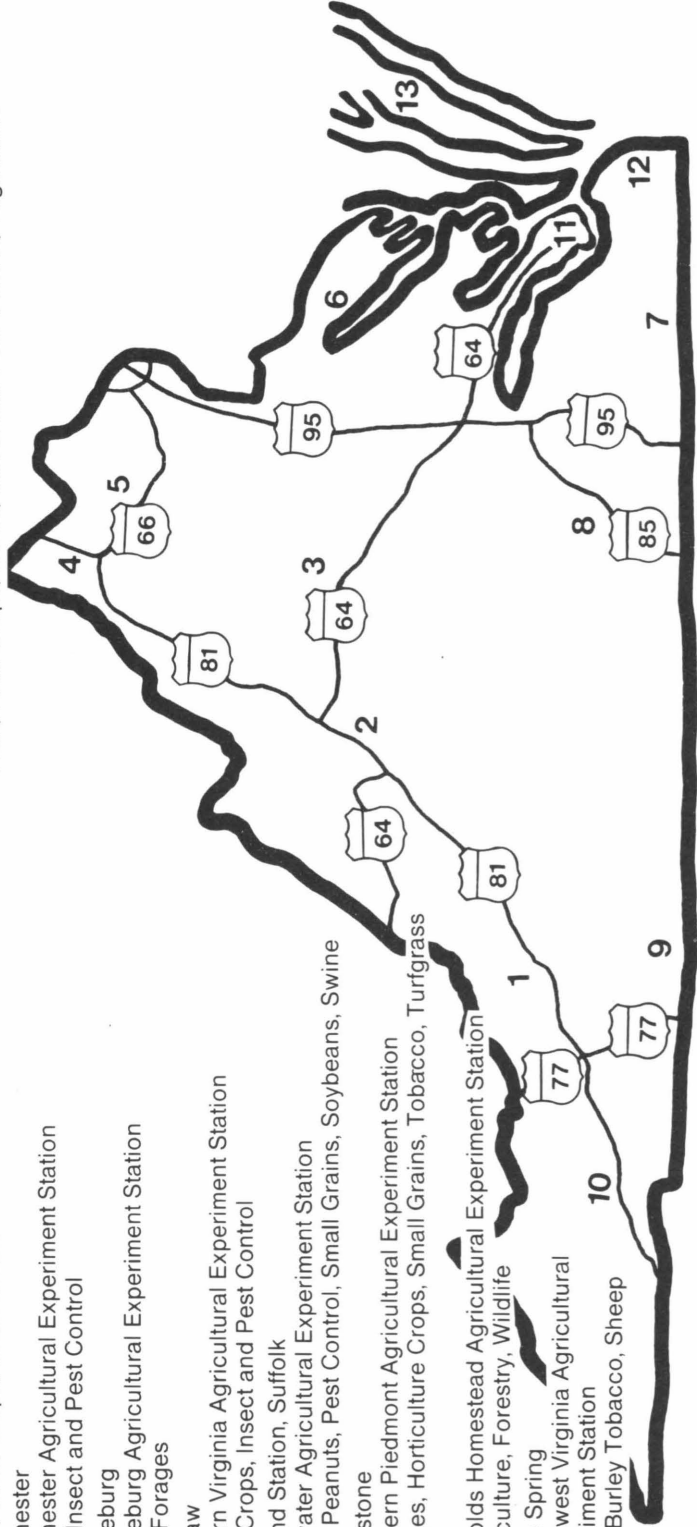 hester
hester Agricultural Experiment Station
Insect and Pest Control
eburg
eburg Agricultural Experiment Station
Forages
aw
rn Virginia Agricultural Experiment Station
Crops, Insect and Pest Control
nd Station, Suffolk
ater Agricultural Experiment Station
Peanuts, Pest Control, Small Grains, Soybeans, Swine
stone
ern Piedmont Agricultural Experiment Station
es, Horticulture Crops, Small Grains, Tobacco, Turfgrass
olds Homestead Agricultural Experiment Station
culture, Forestry, Wildlife
Spring
west Virginia Agricultural
iment Station
Burley Tobacco, Sheep
4
5
66
81
6
13
95
3
64
2
64
64
81
11
1
8
95
77
10
77
9
85
7
12